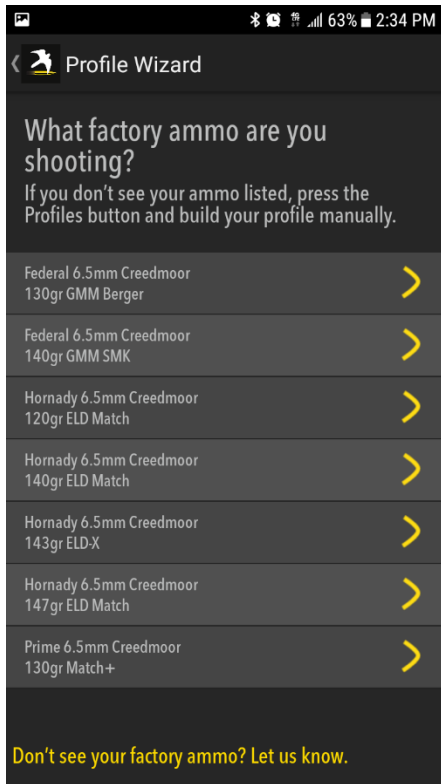 63% 2:34 PM
Profile Wizard
What factory ammo are you
shooting?
If you don't see your ammo listed, press the
Profiles button and build your profile manually.
Federal 6.5mm Creedmoor
130gr GMM Berger
Federal 6.5mm Creedmoor
140gr GMM SMK
Hornady 6.5mm Creedmoor
120gr ELD Match
Hornady 6.5mm Creedmoor
140gr ELD Match
Hornady 6.5mm Creedmoor
143gr ELD-X
Hornady 6.5mm Creedmoor
147gr ELD Match
Prime 6.5mm Creedmoor
130gr Match+
Don't see your factory ammo? Let us know.